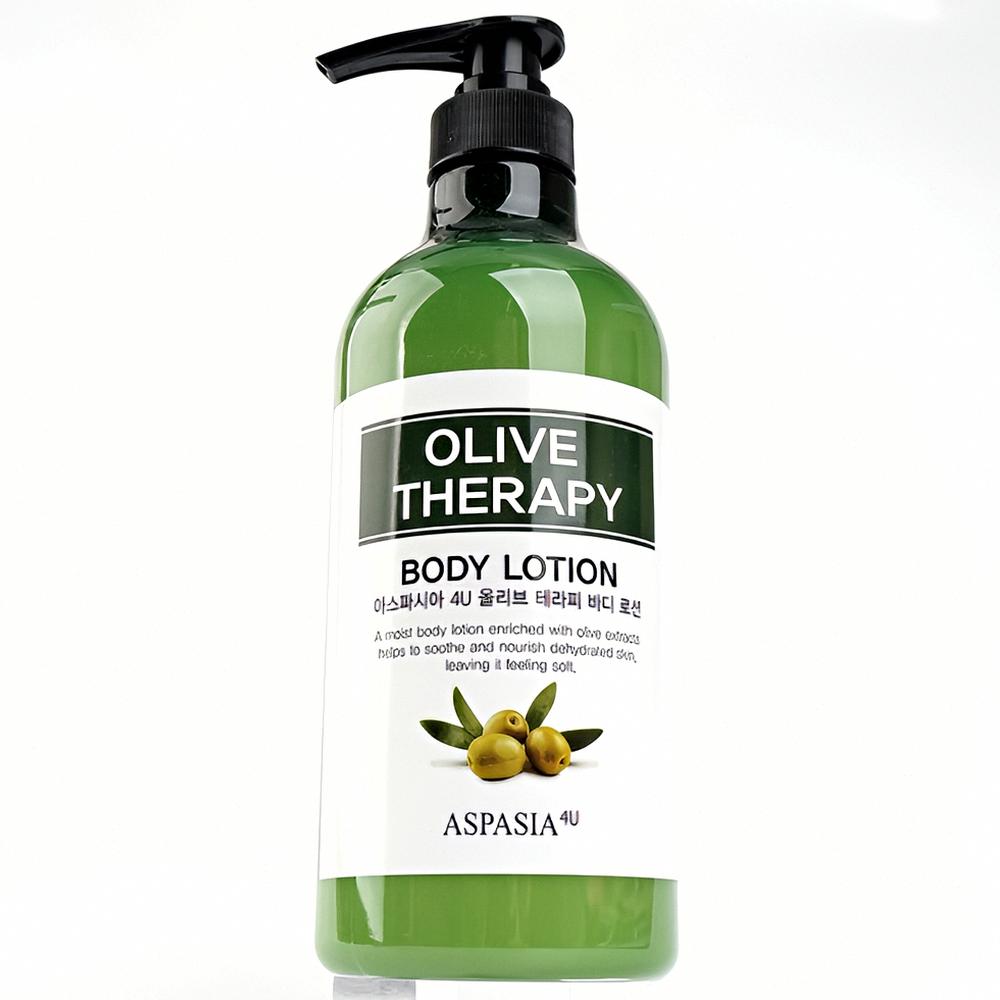 OLIVE
THERAPY
BODY LOTION
아스파시아 4U 올리브 테라피 바디 로션
A moist body lotion enriched with olive extracts
helps to soothe and nourish dehydrated skin,
leaving it feeling soft.
ASPASIA 4U